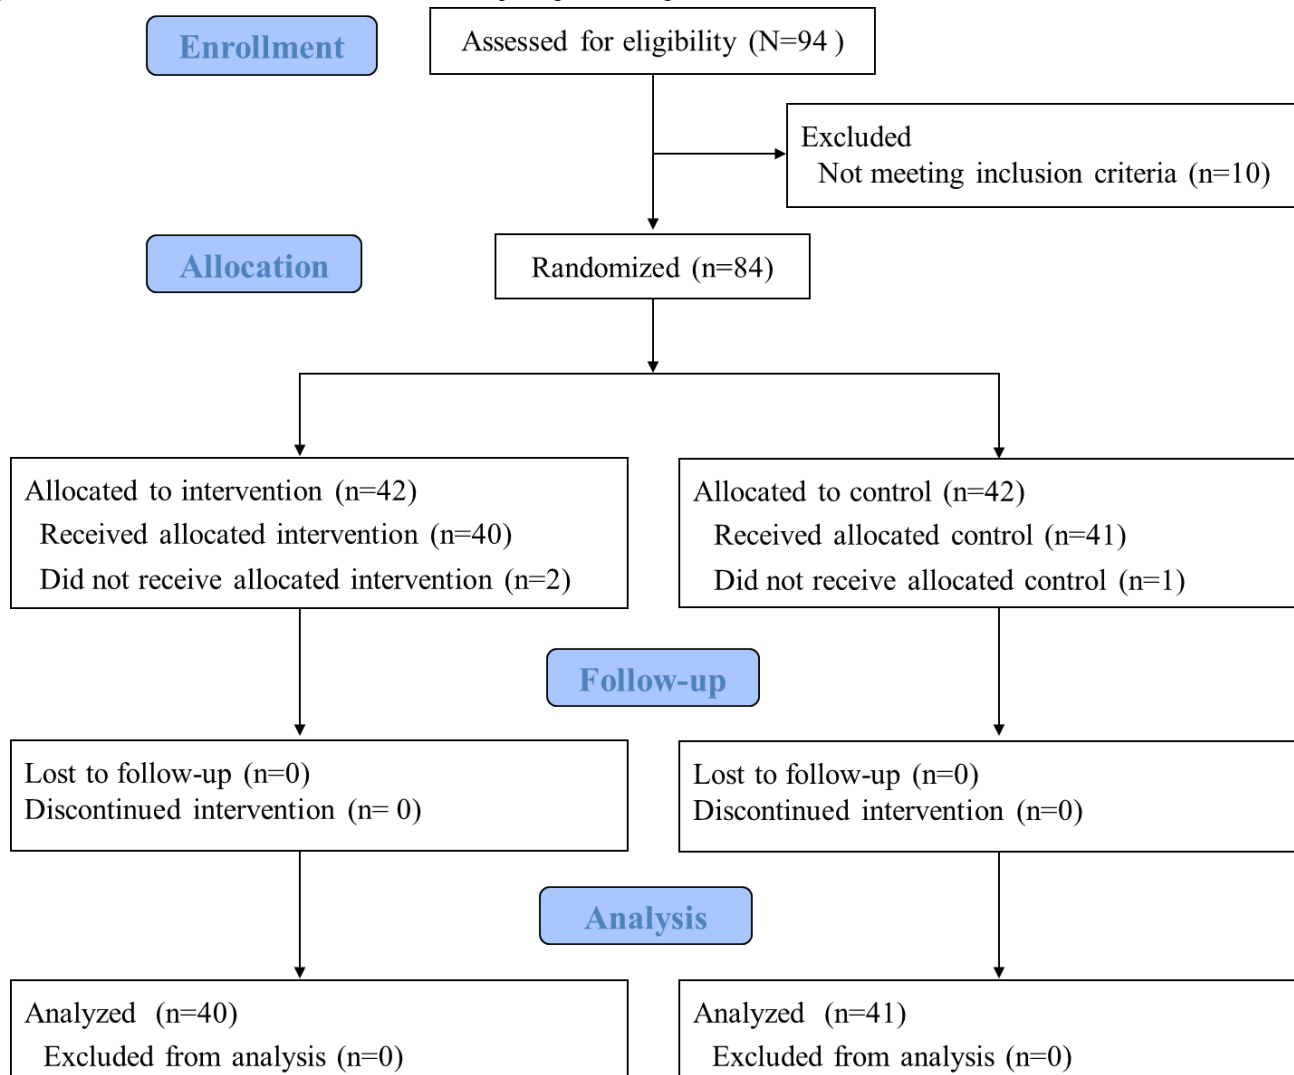 Enrollment
Assessed for eligibility (N=94 )
Excluded
Not meeting inclusion criteria (n=10)
Allocation
Randomized (n=84)
Allocated to intervention (n=42)
Received allocated intervention (n=40)
Did not receive allocated intervention (n=2)
Allocated to control (n=42)
Received allocated control (n=41)
Did not receive allocated control (n=1)
Follow-up
Lost to follow-up (n=0)
Discontinued intervention (n= 0)
Lost to follow-up (n=0)
Discontinued intervention (n=0)
Analysis
Analyzed (n=40)
Excluded from analysis (n=0)
Analyzed (n=41)
Excluded from analysis (n=0)